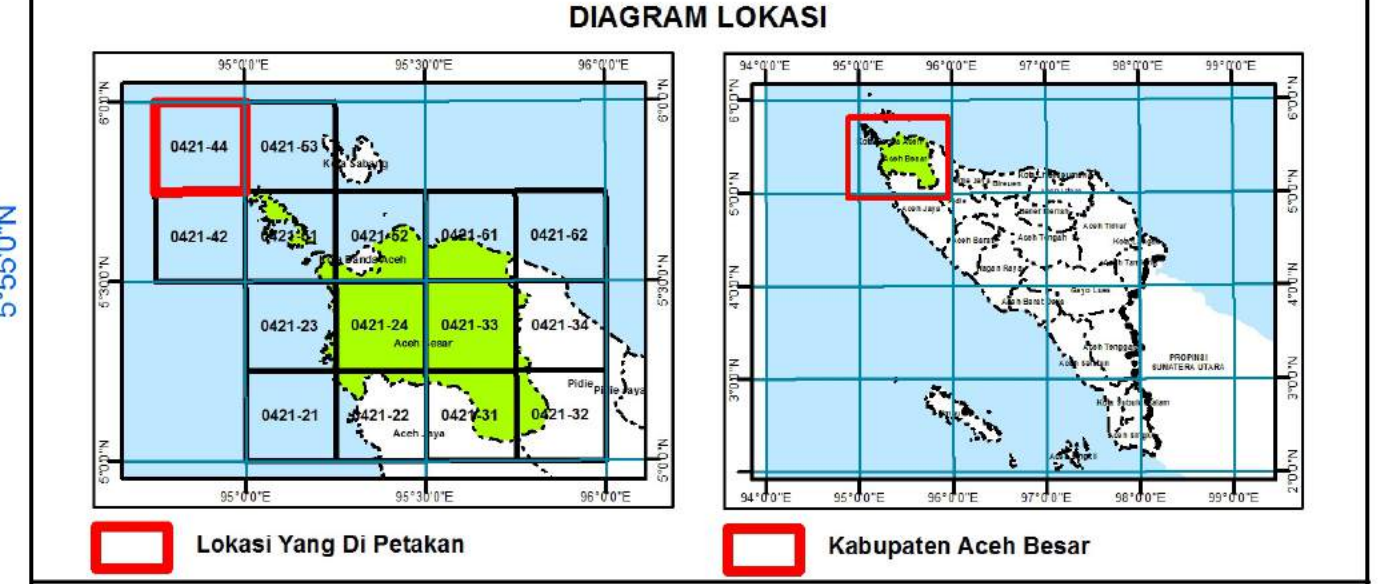 DIAGRAM LOKASI
95°0'0"E 95°30'0"E 96°0'0"E
6°0'0"N 6°0'0"N
0421-44 0421-53
Kota Sabang
0421-42 0421-51 0421-52 0421-61 0421-62
Kota Banda Aceh
5°30'0"N 5°30'0"N
0421-23 0421-24 0421-33 0421-34
Aceh Besar
Pidie Pidie Jaya
0421-21 0421-22 0421-31 0421-32
Aceh Jaya
5°0'0"N 5°0'0"N
95°0'0"E 95°30'0"E 96°0'0"E
94°0'0"E 95°0'0"E 96°0'0"E 97°0'0"E 98°0'0"E 99°0'0"E
6°0'0"N 6°0'0"N
Aceh Besar
Bireuen
5°0'0"N 5°0'0"N
Aceh Jaya
Bener Meriah
Aceh Timur
Aceh Barat Aceh Tengah
Nagan Raya
4°0'0"N 4°0'0"N
Gayo Lues
Aceh Barat Daya
Aceh Tenggara
Aceh Selatan
PROPINSI
SUMATERA UTARA
3°0'0"N 3°0'0"N
2°0'0"N
94°0'0"E 95°0'0"E 96°0'0"E 97°0'0"E 98°0'0"E 99°0'0"E
Lokasi Yang Di Petakan
Kabupaten Aceh Besar
5°55'0"N